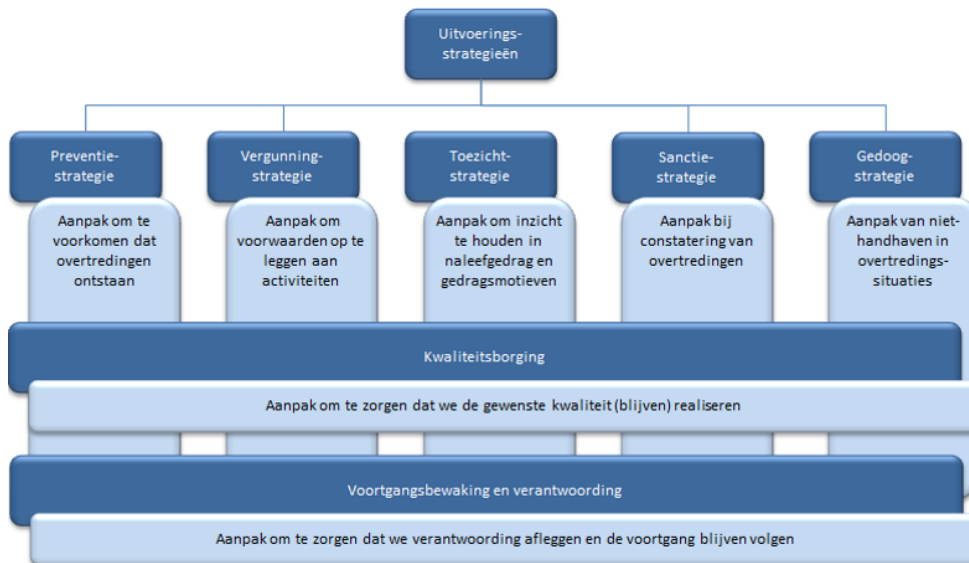 Uitvoerings-
strategieën
Preventie-
strategie
Aanpak om te
voorkomen dat
overtredingen
ontstaan
Vergunning-
strategie
Aanpak om
voorwaarden op te
leggen aan
activiteiten
Toezicht-
strategie
Aanpak om inzicht
te houden in
naleefgedrag en
gedragsmotieven
Sanctie-
strategie
Aanpak bij
constatering van
overtredingen
Gedoog-
strategie
Aanpak van niet-
handhaven in
overtredings-
situaties
Kwaliteitsborging
Aanpak om te zorgen dat we de gewenste kwaliteit (blijven) realiseren
Voortgangsbewaking en verantwoording
Aanpak om te zorgen dat we verantwoording afleggen en de voortgang blijven volgen